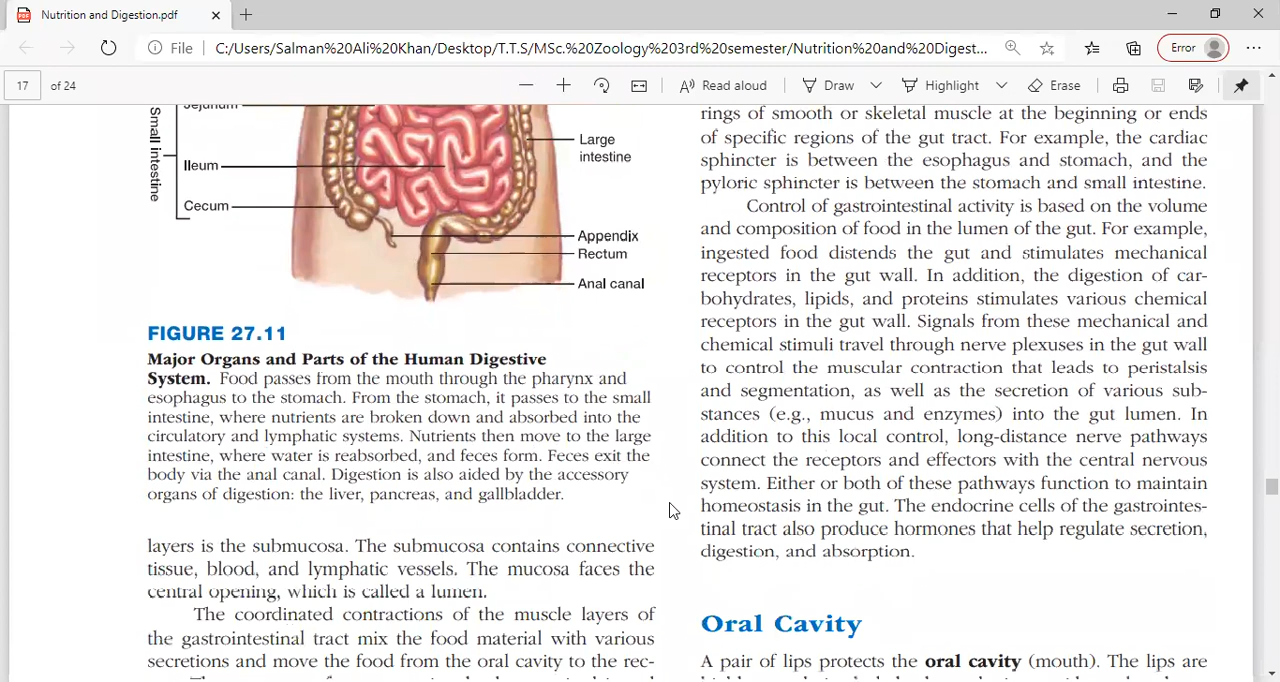 Nutrition and Digestion.pdf
File
C:/Users/Salman%20Ali%20Khan/Desktop/T.T.S/MSc.%20Zoology%203rd%20semester/Nutrition%20and%20Digest...
Error
17 of 24
Read aloud
Draw
Highlight
Erase
Jejunum
Small intestine
Ileum
Cecum
Large
intestine
Appendix
Rectum
Anal canal
FIGURE 27.11
Major Organs and Parts of the Human Digestive
System. Food passes from the mouth through the pharynx and
esophagus to the stomach. From the stomach, it passes to the small
intestine, where nutrients are broken down and absorbed into the
circulatory and lymphatic systems. Nutrients then move to the large
intestine, where water is reabsorbed, and feces form. Feces exit the
body via the anal canal. Digestion is also aided by the accessory
organs of digestion: the liver, pancreas, and gallbladder.
layers is the submucosa. The submucosa contains connective
tissue, blood, and lymphatic vessels. The mucosa faces the
central opening, which is called a lumen.
The coordinated contractions of the muscle layers of
the gastrointestinal tract mix the food material with various
secretions and move the food from the oral cavity to the rec-
rings of smooth or skeletal muscle at the beginning or ends
of specific regions of the gut tract. For example, the cardiac
sphincter is between the esophagus and stomach, and the
pyloric sphincter is between the stomach and small intestine.
Control of gastrointestinal activity is based on the volume
and composition of food in the lumen of the gut. For example,
ingested food distends the gut and stimulates mechanical
receptors in the gut wall. In addition, the digestion of car-
bohydrates, lipids, and proteins stimulates various chemical
receptors in the gut wall. Signals from these mechanical and
chemical stimuli travel through nerve plexuses in the gut wall
to control the muscular contraction that leads to peristalsis
and segmentation, as well as the secretion of various sub-
stances (e.g., mucus and enzymes) into the gut lumen. In
addition to this local control, long-distance nerve pathways
connect the receptors and effectors with the central nervous
system. Either or both of these pathways function to maintain
homeostasis in the gut. The endocrine cells of the gastrointes-
tinal tract also produce hormones that help regulate secretion,
digestion, and absorption.
Oral Cavity
A pair of lips protects the oral cavity (mouth). The lips are